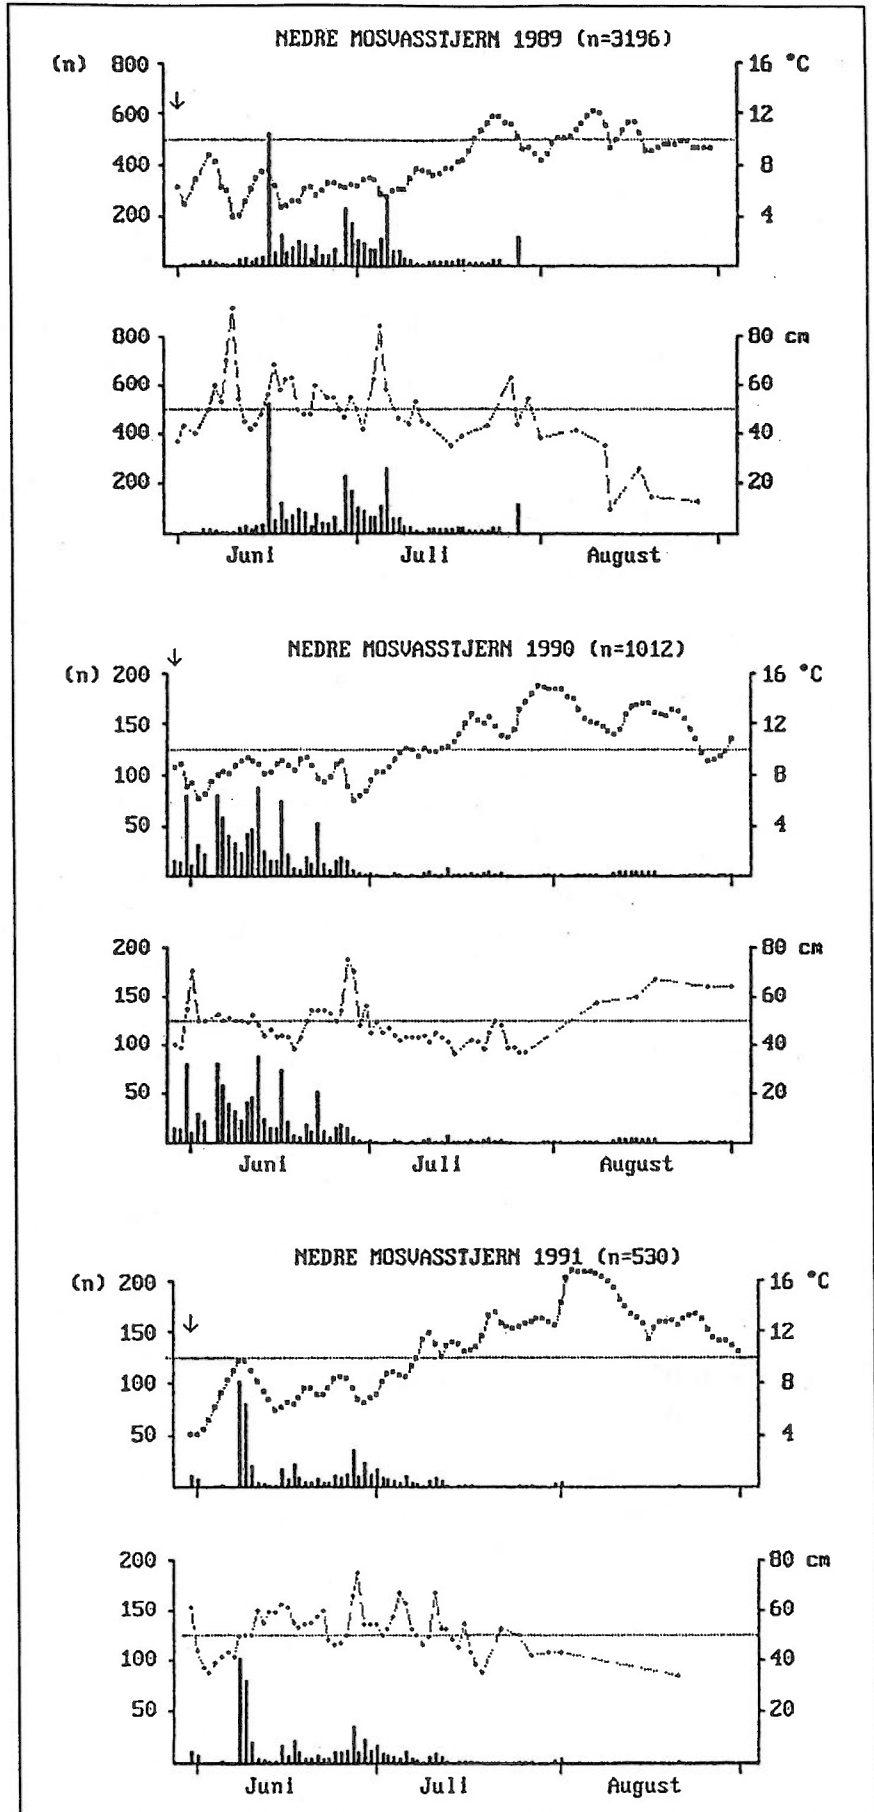 NEDRE MOSVASSTJERN 1989 (n=3196)
(n) 800 16 °C
600 12
400 8
200 4
800 80 cm
600 60
400 40
200 20
Juni Juli August
NEDRE MOSVASSTJERN 1990 (n=1012)
(n) 200 16 °C
150 12
100 8
50 4
200 80 cm
150 60
100 40
50 20
Juni Juli August
NEDRE MOSVASSTJERN 1991 (n=530)
(n) 200 16 °C
150 12
100 8
50 4
200 80 cm
150 60
100 40
50 20
Juni Juli August